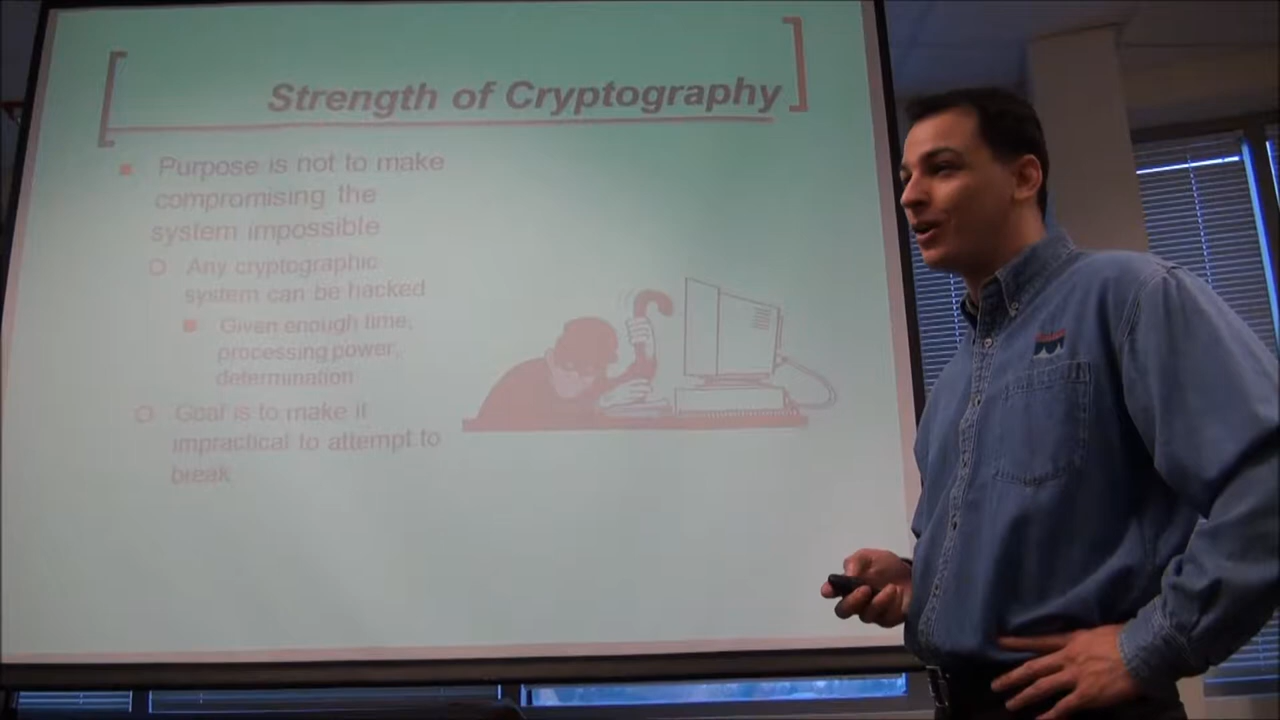 Strength of Cryptography
Purpose is not to make
compromising the
system impossible
Any cryptographic
system can be hacked
Given enough time,
processing power,
determination
Goal is to make it
impractical to attempt to
break